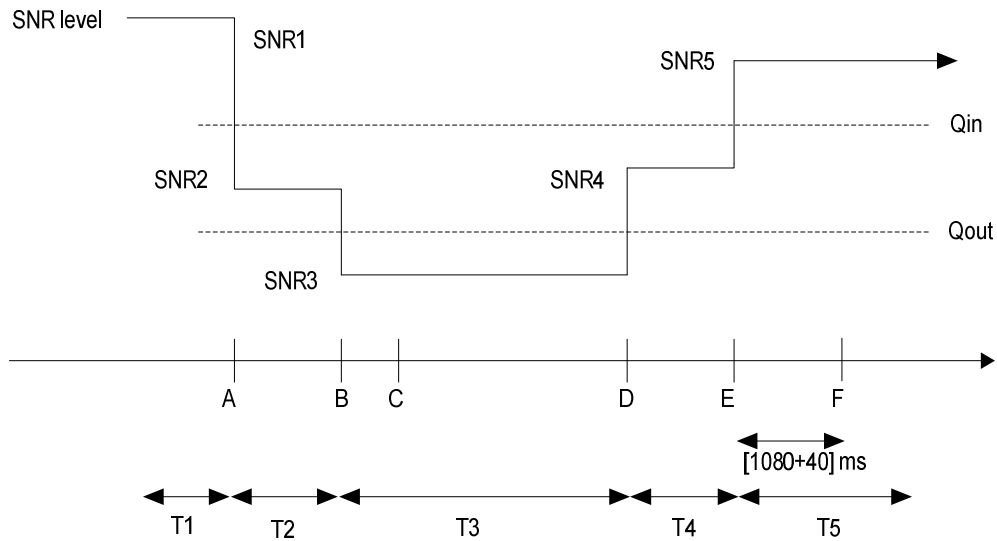 SNR level
SNR1
SNR5
Qin
SNR2
SNR4
Qout
SNR3
A
B
C
D
E
F
[1080+40] ms
T1
T2
T3
T4
T5